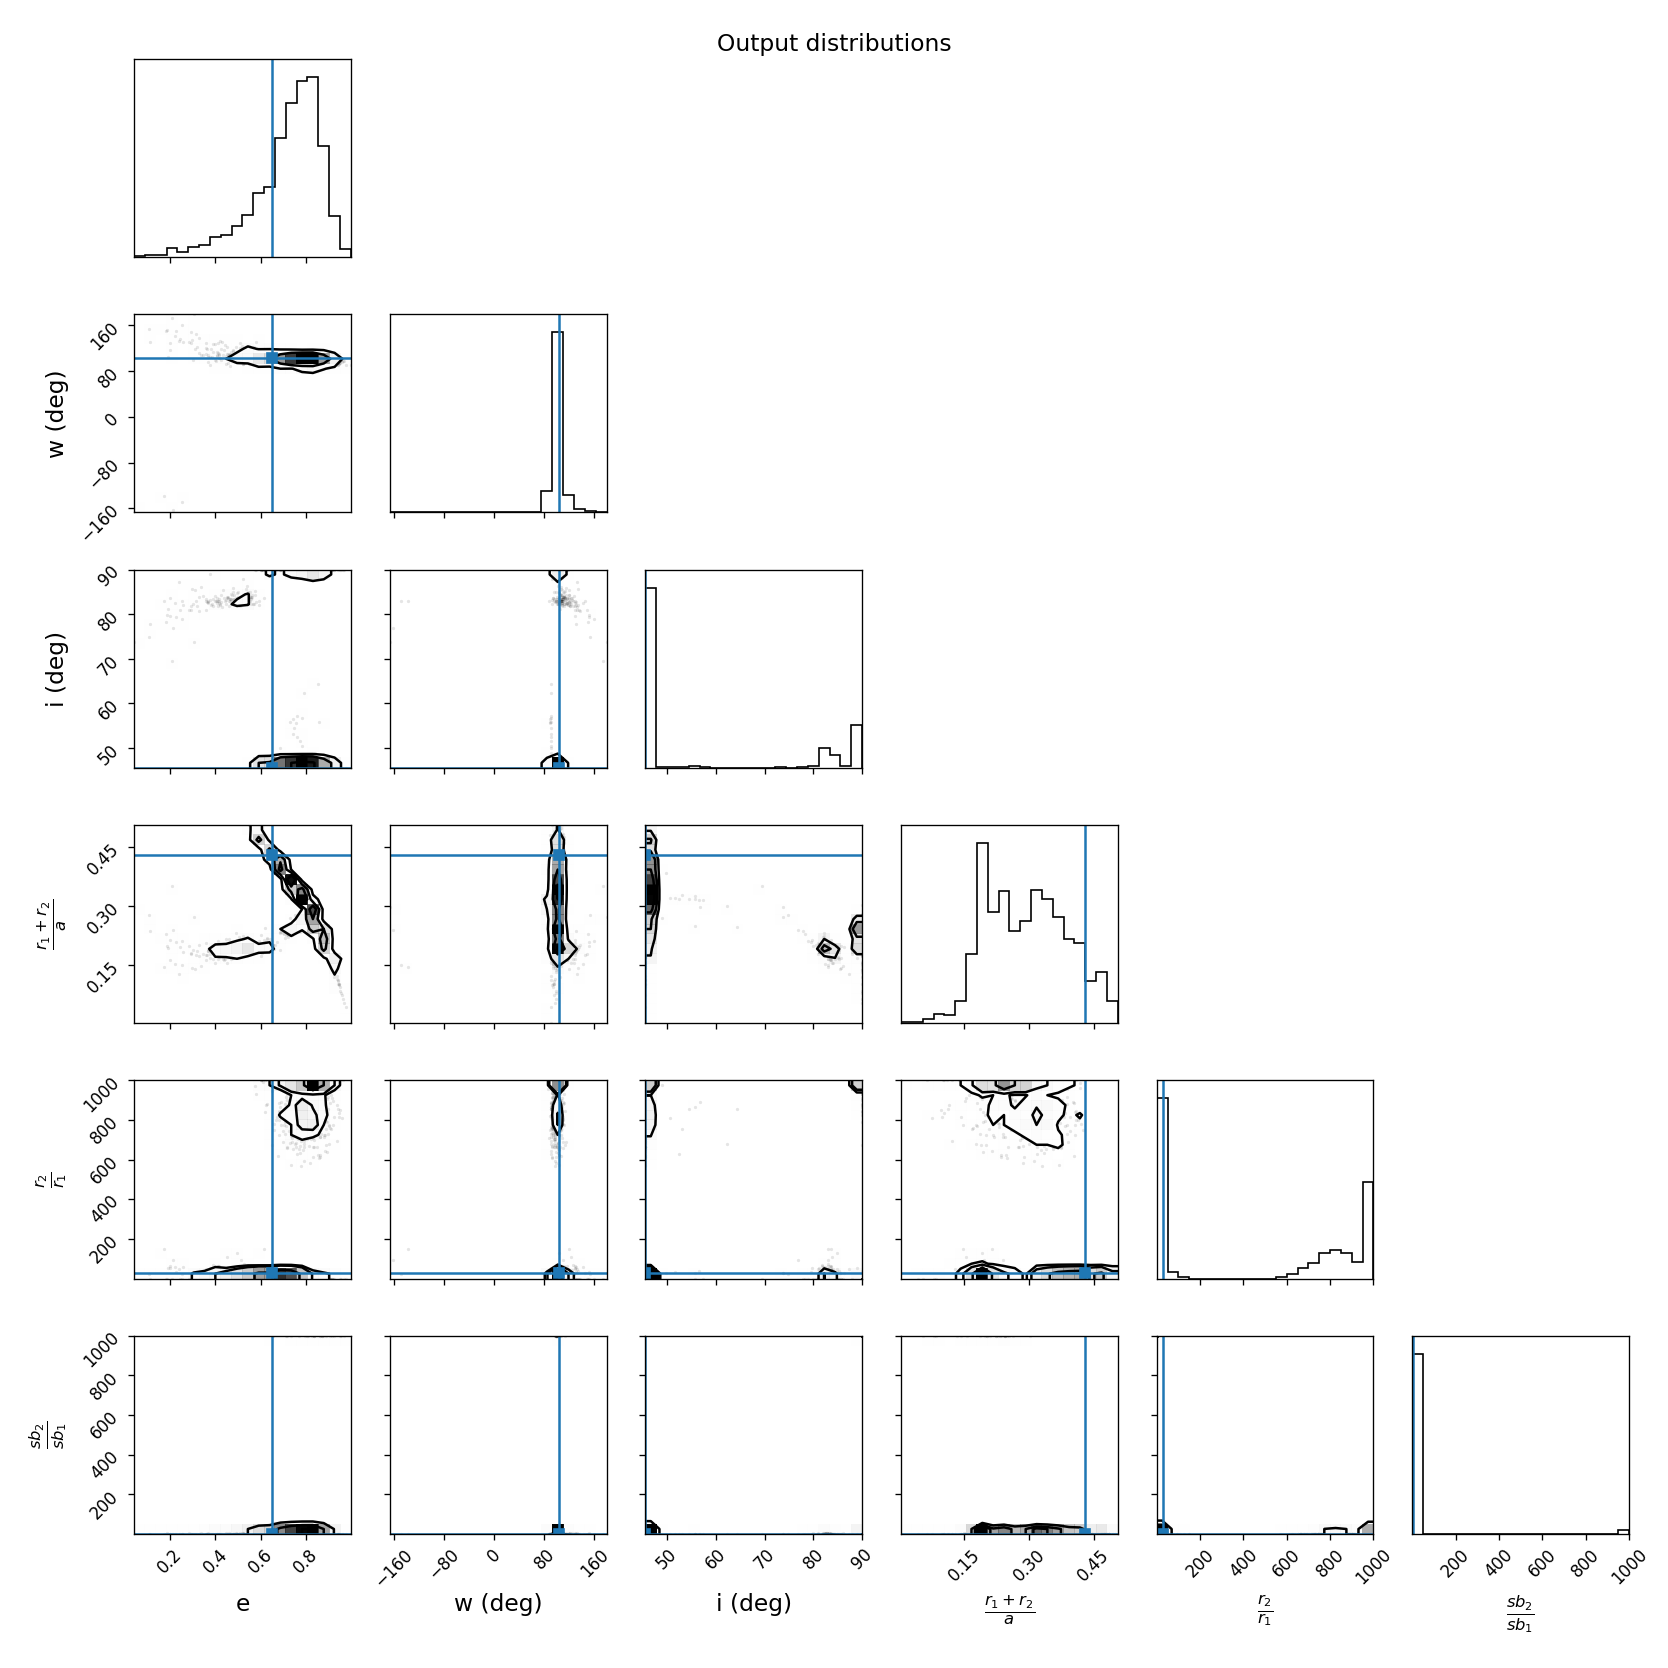 Output distributions
w (deg)
160
80
0
−80
−160
i (deg)
90
80
70
60
50
r₁ + r₂
a
0.45
0.30
0.15
r₂
r₁
1000
800
600
400
200
sb₂
sb₁
1000
800
600
400
200
0.2 0.4 0.6 0.8
−160 −80 0 80 160
50 60 70 80 90
0.15 0.30 0.45
200 400 600 800 1000
200 400 600 800 1000
e
w (deg)
i (deg)
r₁ + r₂
a
r₂
r₁
sb₂
sb₁